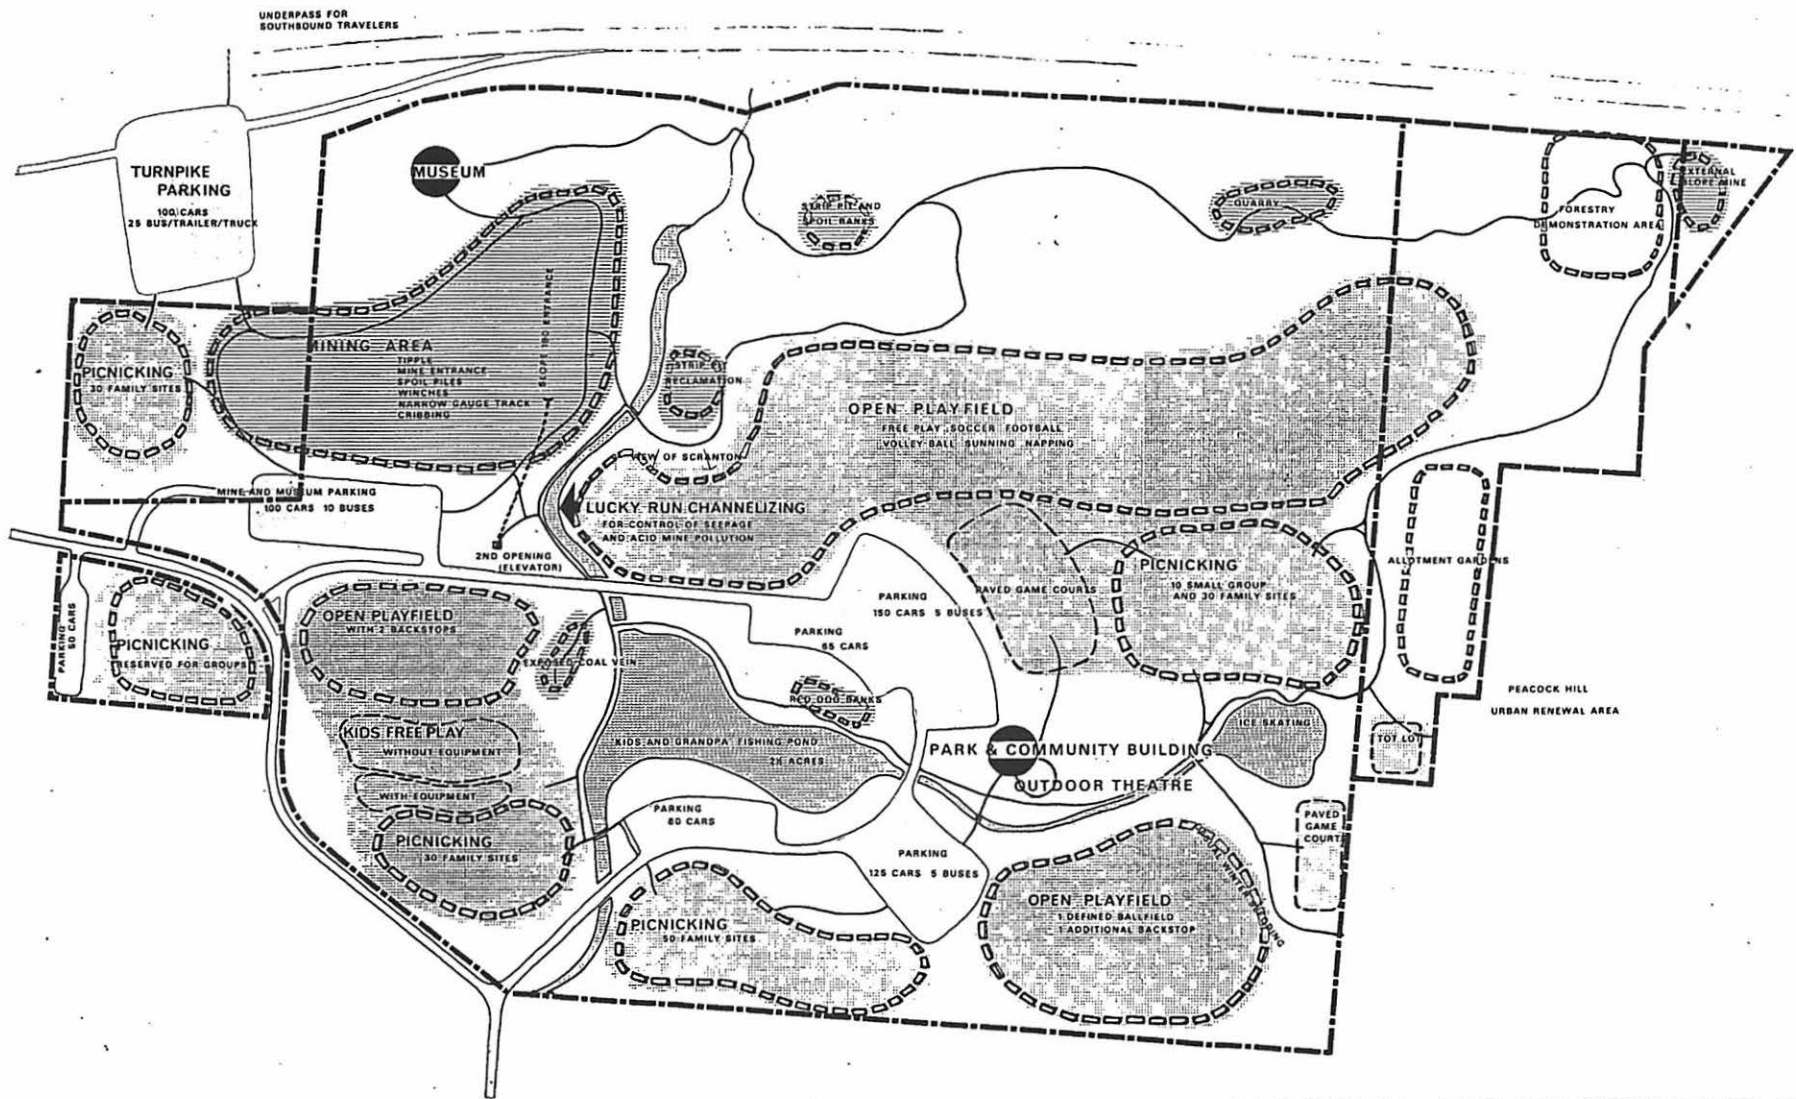 UNDERPASS FOR
SOUTHBOUND TRAVELERS
TURNPIKE
PARKING
100 CARS
25 BUS/TRAILER/TRUCK
MUSEUM
STRIP PIT AND
SPOIL BANKS
QUARRY
FORESTRY
DEMONSTRATION AREA
EXTERNAL
SLOPE MINE
MINING AREA
TIPPLE
MINE ENTRANCE
SPOIL PILES
WINCHES
NARROW GAUGE TRACK
CRIBBING
ENTRANCE
PICNICKING
30 FAMILY SITES
STRIP
RECLAMATION
OPEN PLAYFIELD
FREE PLAY SOCCER FOOTBALL
VOLLEY BALL SUNNING NAPPING
VIEW OF SCRANTON
MINE AND MUSEUM PARKING
100 CARS 10 BUSES
LUCKY RUN CHANNELIZING
FOR CONTROL OF SEEPAGE
AND ACID MINE POLLUTION
2ND OPENING
(ELEVATOR)
PICNICKING
10 SMALL GROUP
AND 30 FAMILY SITES
ALLOTMENT GARDENS
PAVED GAME COURTS
PARKING
150 CARS 5 BUSES
PARKING
65 CARS
PARKING
50 CARS
PICNICKING
RESERVED FOR GROUPS
OPEN PLAYFIELD
WITH 2 BACKSTOPS
EXPOSED COAL VEIN
RED DOG BANKS
PEACOCK HILL
URBAN RENEWAL AREA
KIDS FREE PLAY
WITHOUT EQUIPMENT
KIDS AND GRANDPA FISHING POND
2½ ACRES
ICE SKATING
TOT LOT
PARK & COMMUNITY BUILDING
OUTDOOR THEATRE
WITH EQUIPMENT
PARKING
80 CARS
PAVED
GAME
COURT
PICNICKING
30 FAMILY SITES
PARKING
125 CARS 5 BUSES
OPEN PLAYFIELD
1 DEFINED BALLFIELD
1 ADDITIONAL BACKSTOP
WINTER
PICNICKING
50 FAMILY SITES